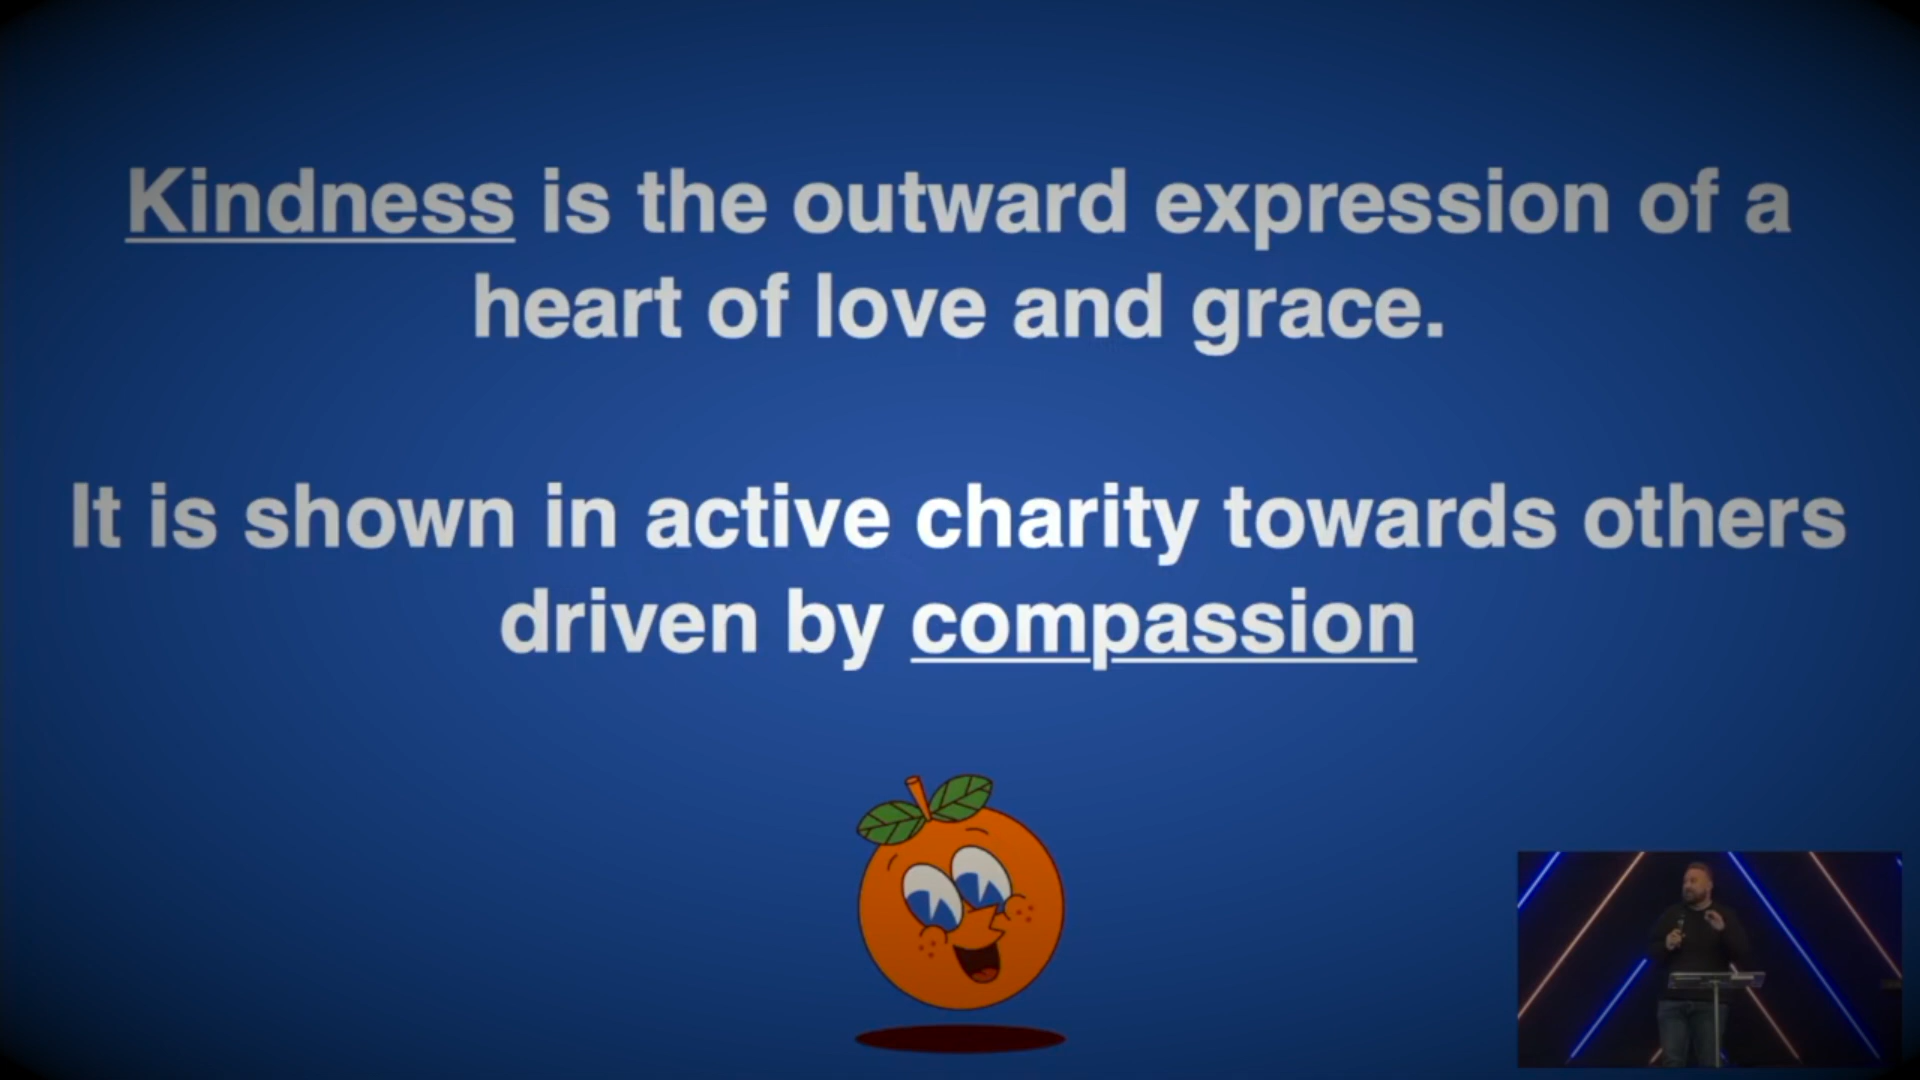 Kindness is the outward expression of a
heart of love and grace.
It is shown in active charity towards others
driven by compassion